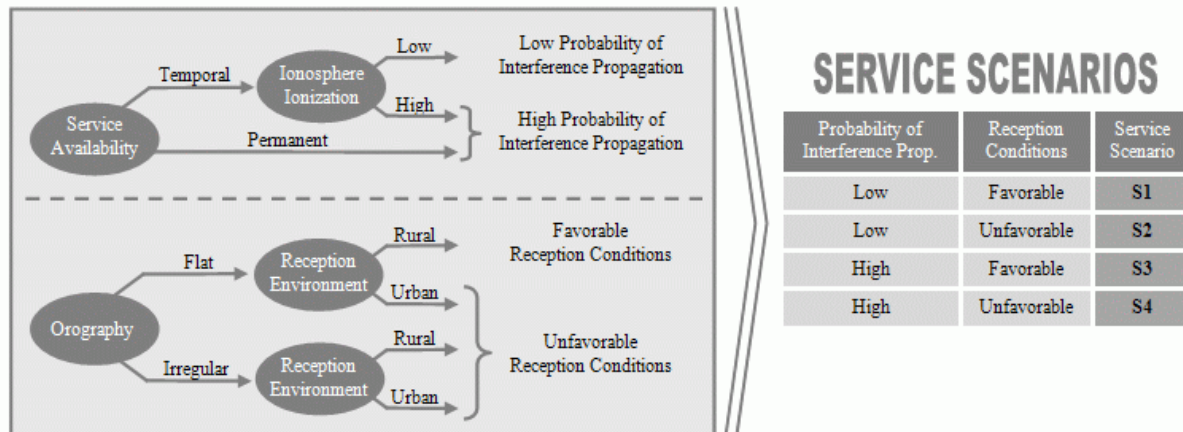 Service
Availability
Temporal
Ionosphere
Ionization
Low
Low Probability of
Interference Propagation
High
High Probability of
Interference Propagation
Permanent
Orography
Flat
Reception
Environment
Rural
Favorable
Reception Conditions
Urban
Irregular
Reception
Environment
Rural
Urban
Unfavorable
Reception Conditions
SERVICE SCENARIOS
Probability of
Interference Prop.
Reception
Conditions
Service
Scenario
Low Favorable S1
Low Unfavorable S2
High Favorable S3
High Unfavorable S4